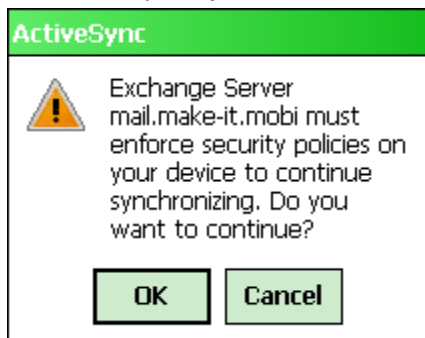 ActiveSync
Exchange Server
mail.make-it.mobi must
enforce security policies on
your device to continue
synchronizing. Do you
want to continue?
OK Cancel